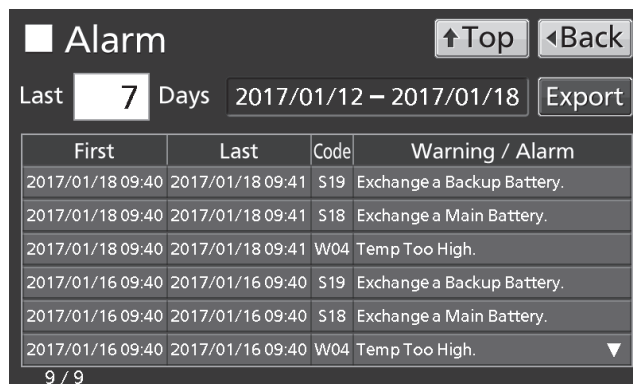 Alarm
↑Top
◂Back
Last 7 Days 2017/01/12 – 2017/01/18 Export
First Last Code Warning / Alarm
2017/01/18 09:40 2017/01/18 09:41 S19 Exchange a Backup Battery.
2017/01/18 09:40 2017/01/18 09:41 S18 Exchange a Main Battery.
2017/01/18 09:40 2017/01/18 09:41 W04 Temp Too High.
2017/01/16 09:40 2017/01/16 09:40 S19 Exchange a Backup Battery.
2017/01/16 09:40 2017/01/16 09:40 S18 Exchange a Main Battery.
2017/01/16 09:40 2017/01/16 09:40 W04 Temp Too High. ▼
9 / 9